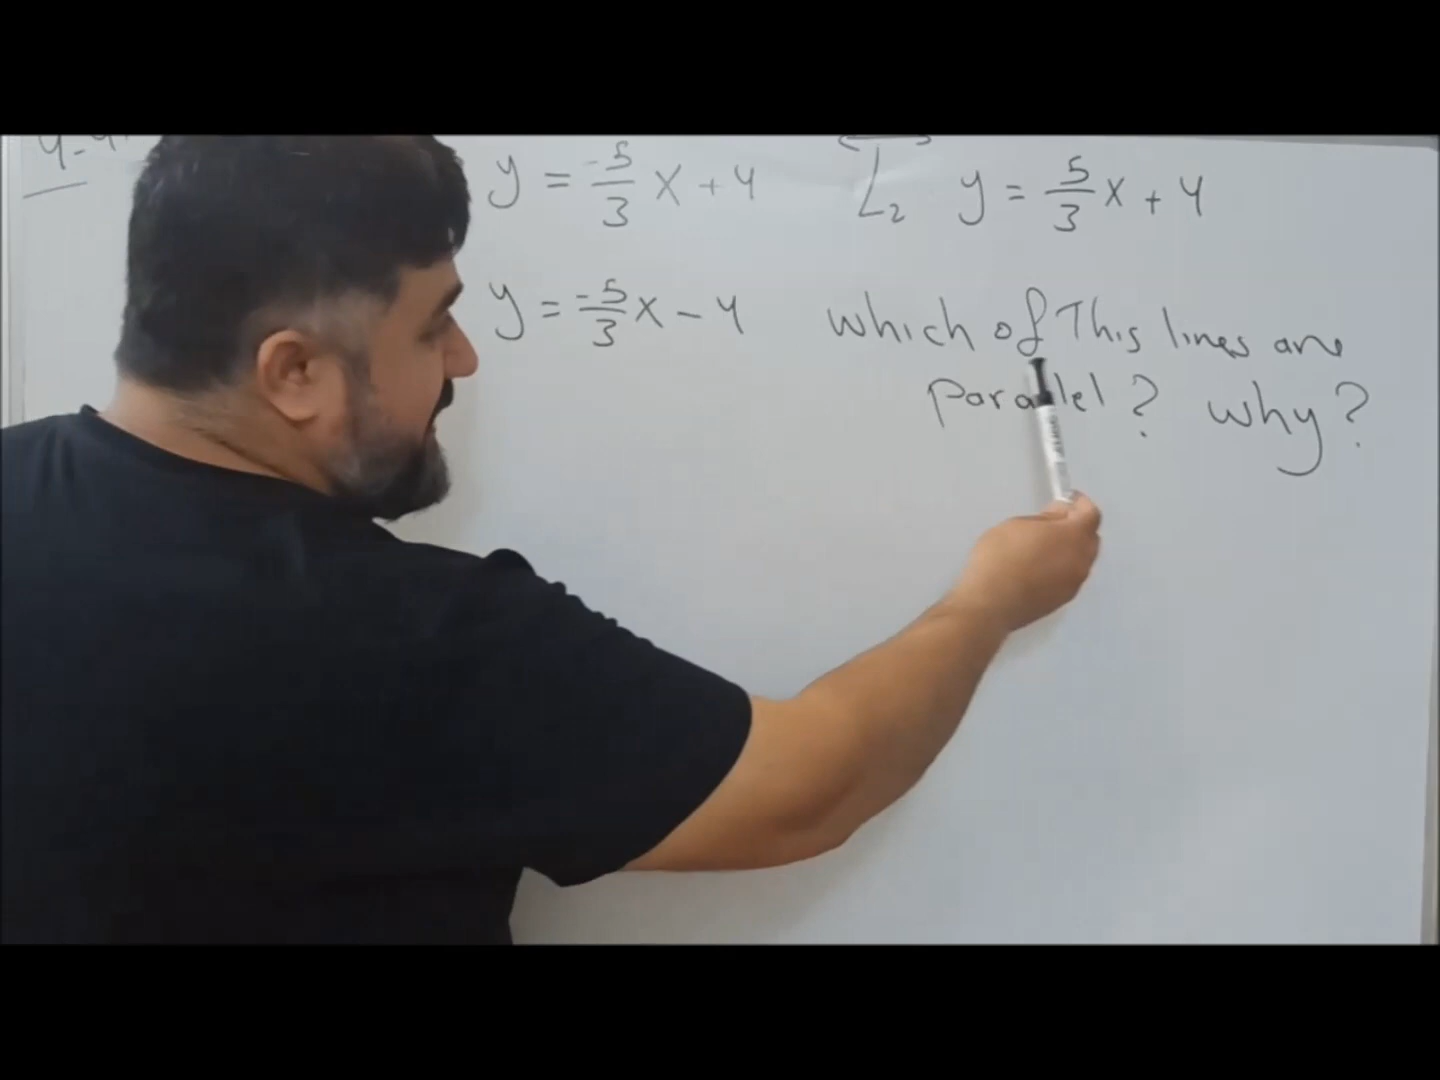 y = -5/3 x + 4
L2 y = 5/3 x + 4
y = -5/3 x - 4
which of This lines are
parallel? why?